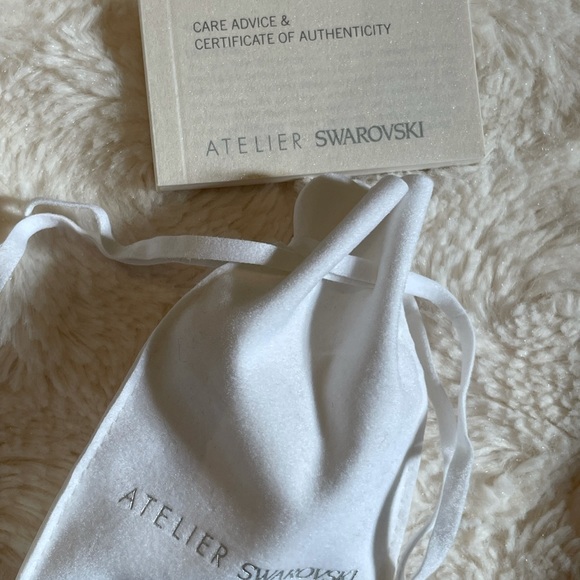 CARE ADVICE &
CERTIFICATE OF AUTHENTICITY
ATELIER SWAROVSKI
ATELIER SWAROVSKI